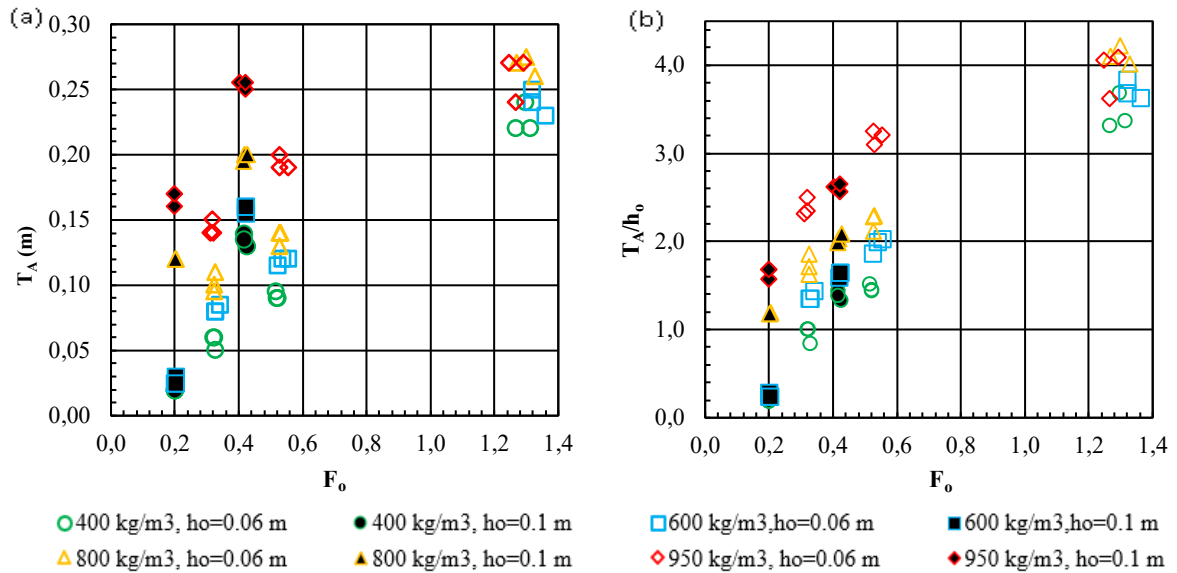 (a)
0,30
0,25
0,20
0,15
0,10
0,05
0,00
T_A (m)
0,0 0,2 0,4 0,6 0,8 1,0 1,2 1,4
F_o
(b)
4,0
3,0
2,0
1,0
0,0
T_A/h_o
0,0 0,2 0,4 0,6 0,8 1,0 1,2 1,4
F_o
400 kg/m3, ho=0.06 m 400 kg/m3, ho=0.1 m 600 kg/m3,ho=0.06 m 600 kg/m3,ho=0.1 m
800 kg/m3, ho=0.06 m 800 kg/m3, ho=0.1 m 950 kg/m3, ho=0.06 m 950 kg/m3, ho=0.1 m